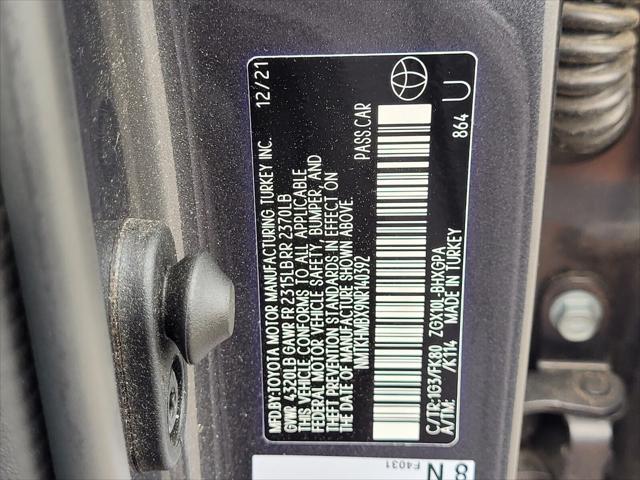 MFD.BY: TOYOTA MOTOR MANUFACTURING TURKEY INC. 12/21
GVWR 4320LB GAWR FR 2315LB RR 2370LB
THIS VEHICLE CONFORMS TO ALL APPLICABLE
FEDERAL MOTOR VEHICLE SAFETY, BUMPER, AND
THEFT PREVENTION STANDARDS IN EFFECT ON
THE DATE OF MANUFACTURE SHOWN ABOVE.
NMTKHMBX9NR140392 PASS.CAR
C/TR:1G3/FK80 ZGX10L-BHXGPA
A/TM: /K114 MADE IN TURKEY
864 U
F4031
8 N